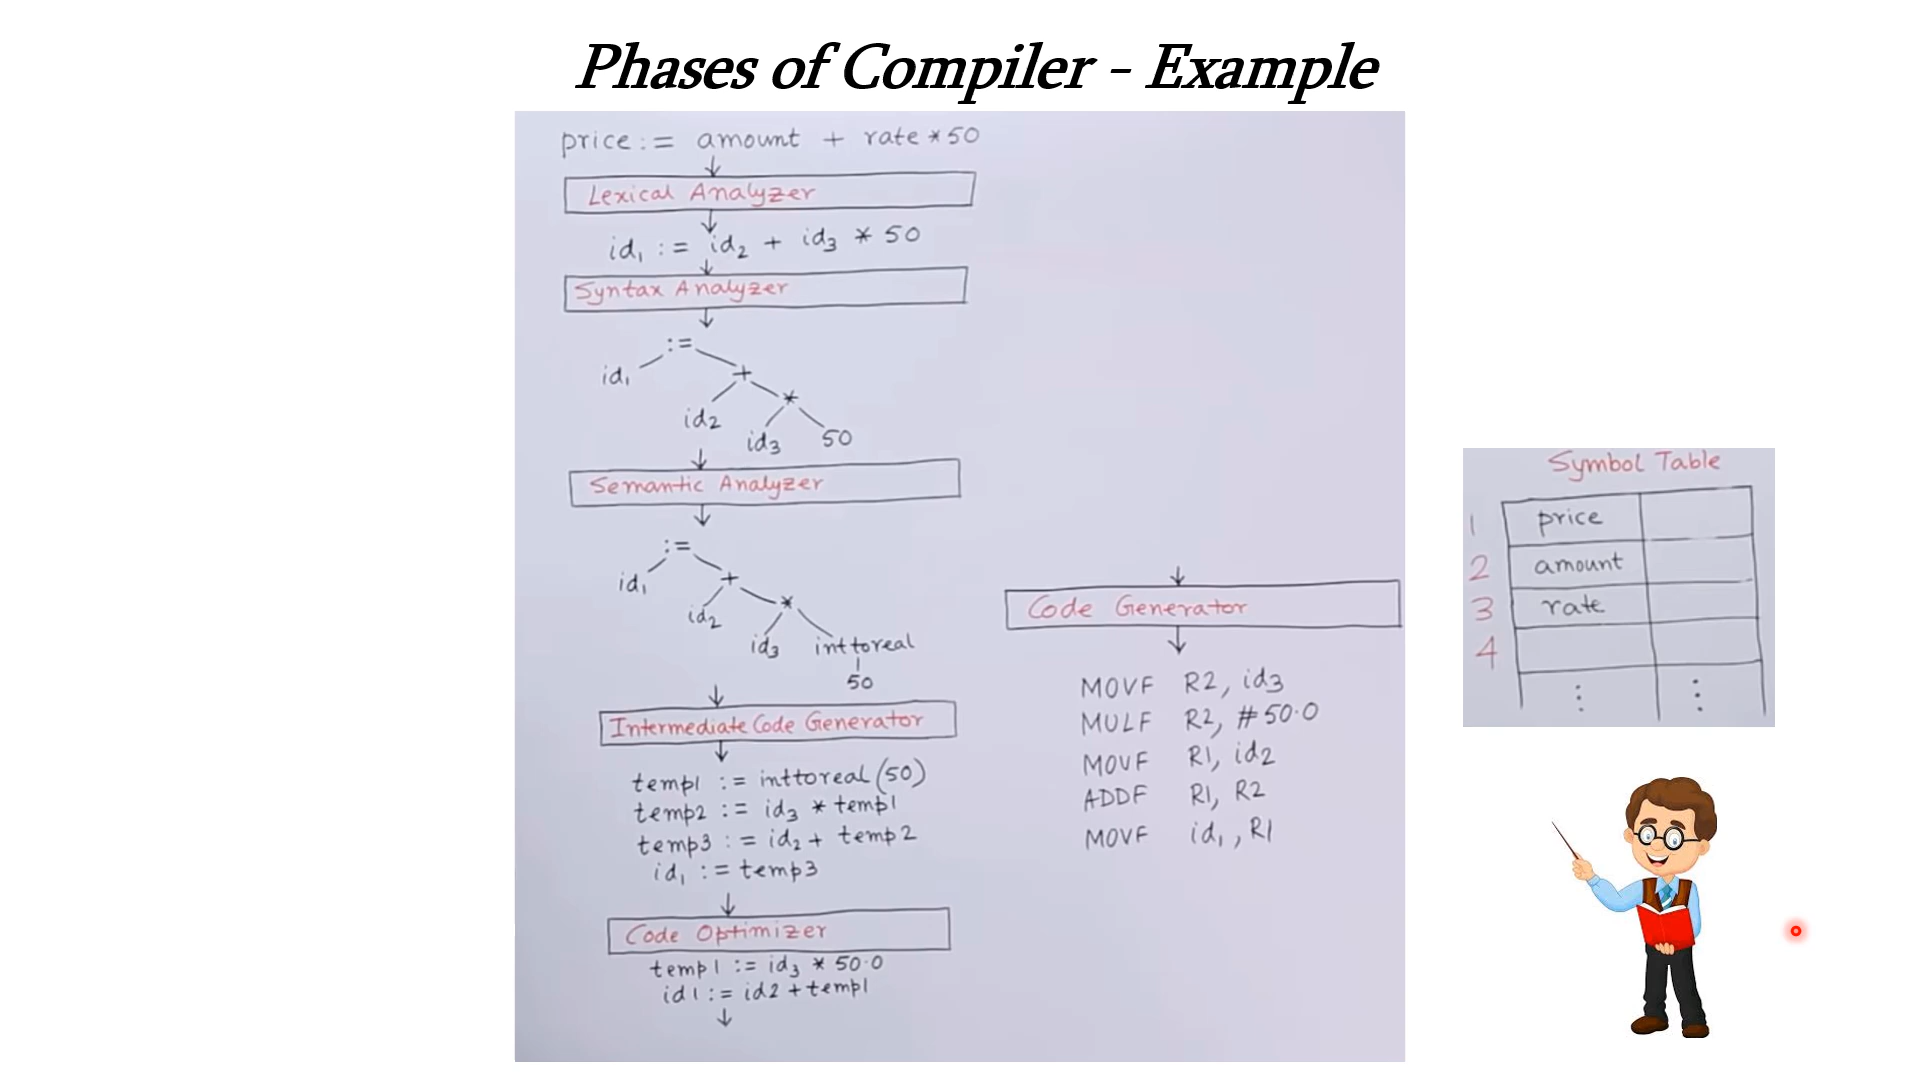 Phases of Compiler - Example
price := amount + rate * 50
Lexical Analyzer
id₁ := id₂ + id₃ * 50
Syntax Analyzer
:=
id₁ +
id₂ *
id₃ 50
Semantic Analyzer
:=
id₁ +
id₂ *
id₃ inttoreal
50
Intermediate Code Generator
temp1 := inttoreal(50)
temp2 := id₃ * temp1
temp3 := id₂ + temp2
id₁ := temp3
Code Optimizer
temp1 := id₃ * 50.0
id1 := id2 + temp1
Code Generator
MOVF R2, id3
MULF R2, #50.0
MOVF R1, id2
ADDF R1, R2
MOVF id₁, R1
Symbol Table
1 price
2 amount
3 rate
4